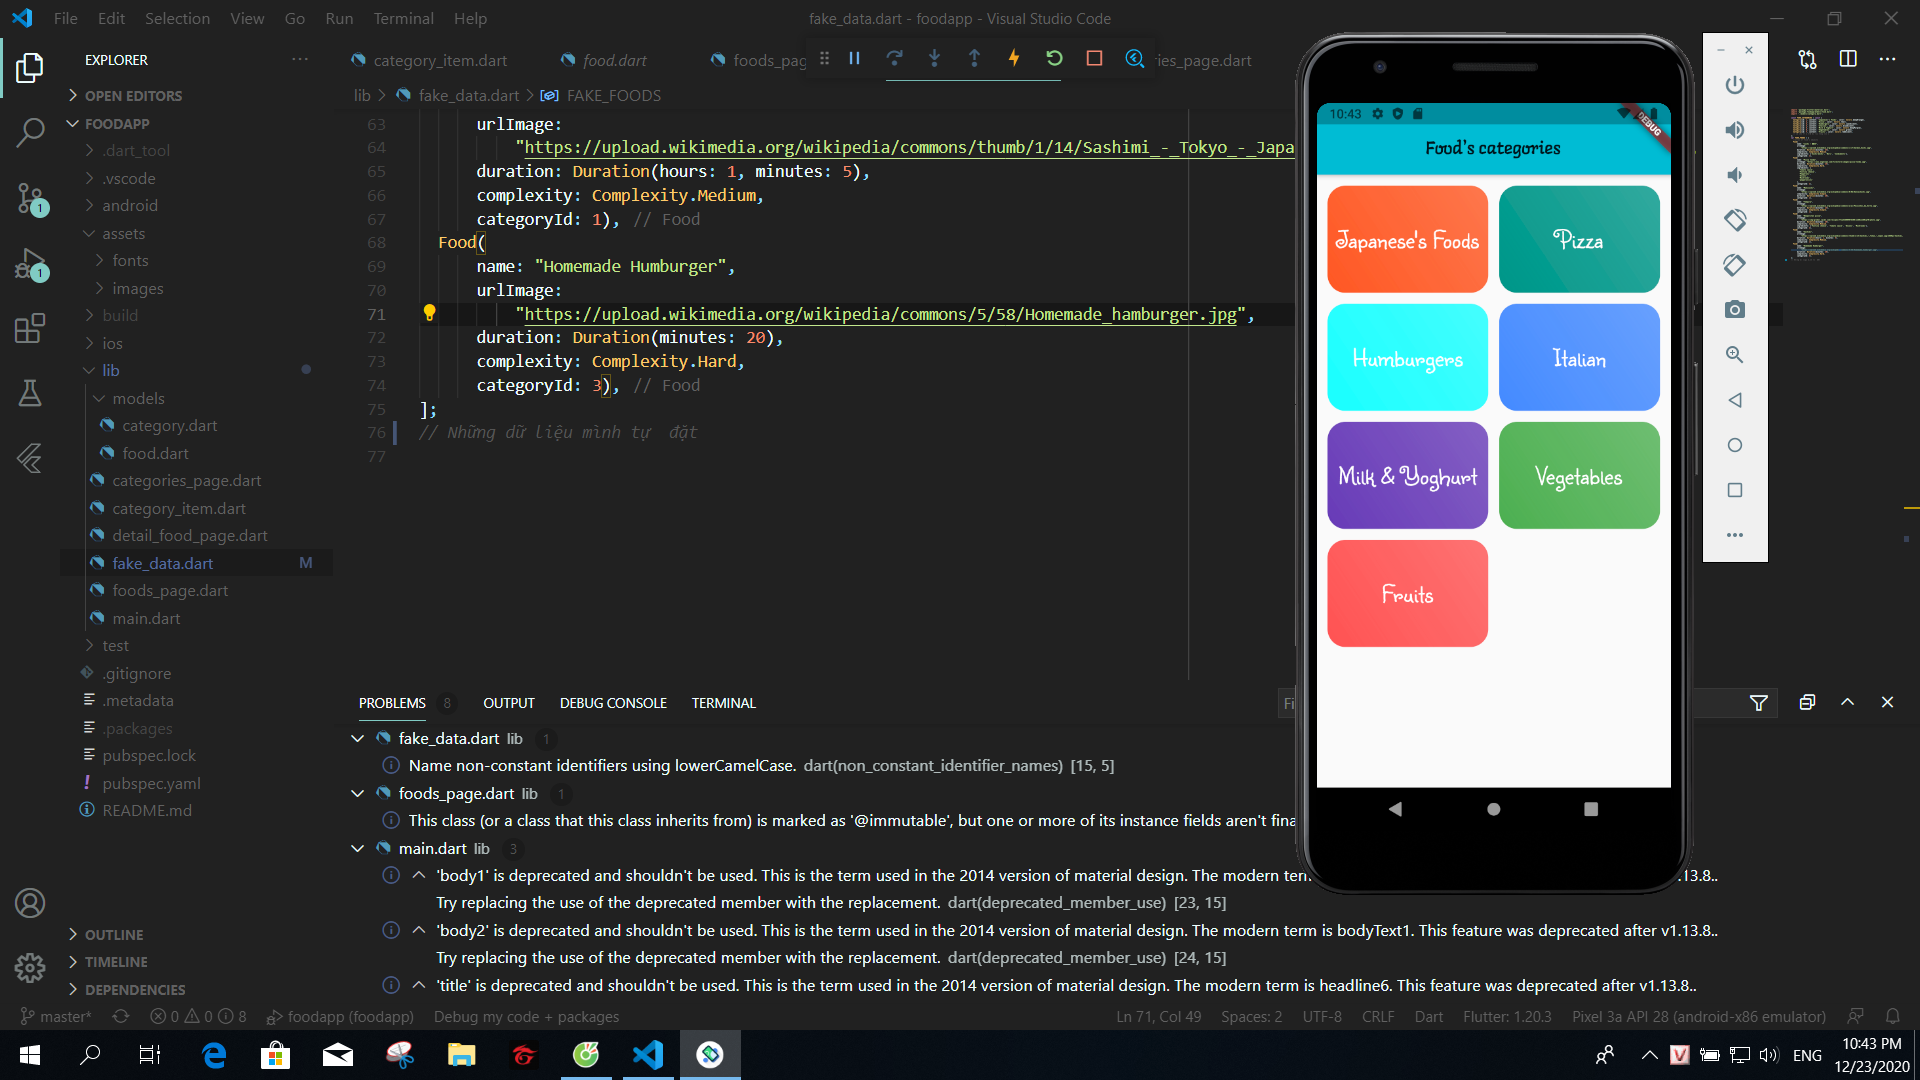 File Edit Selection View Go Run Terminal Help
fake_data.dart - foodapp - Visual Studio Code
EXPLORER
OPEN EDITORS
FOODAPP
.dart_tool
.vscode
android
assets
fonts
images
build
ios
lib
models
category.dart
food.dart
categories_page.dart
category_item.dart
detail_food_page.dart
fake_data.dart M
foods_page.dart
main.dart
test
.gitignore
.metadata
.packages
pubspec.lock
pubspec.yaml
README.md
OUTLINE
TIMELINE
DEPENDENCIES
1
1
category_item.dart food.dart foods_pag ies_page.dart
lib > fake_data.dart > FAKE_FOODS
63 urlImage:
64 "https://upload.wikimedia.org/wikipedia/commons/thumb/1/14/Sashimi_-_Tokyo_-_Japa
65 duration: Duration(hours: 1, minutes: 5),
66 complexity: Complexity.Medium,
67 categoryId: 1), // Food
68 Food(
69 name: "Homemade Humburger",
70 urlImage:
71 "https://upload.wikimedia.org/wikipedia/commons/5/58/Homemade_hamburger.jpg",
72 duration: Duration(minutes: 20),
73 complexity: Complexity.Hard,
74 categoryId: 3), // Food
75 ];
76 // Những dữ liệu mình tự đặt
77
10:43
DEBUG
Food's categories
Japanese's Foods
Pizza
Humburgers
Italian
Milk & Yoghurt
Vegetables
Fruits
PROBLEMS 8 OUTPUT DEBUG CONSOLE TERMINAL
Fi
fake_data.dart lib 1
Name non-constant identifiers using lowerCamelCase. dart(non_constant_identifier_names) [15, 5]
foods_page.dart lib 1
This class (or a class that this class inherits from) is marked as '@immutable', but one or more of its instance fields aren't fina
main.dart lib 3
'body1' is deprecated and shouldn't be used. This is the term used in the 2014 version of material design. The modern ter .13.8..
Try replacing the use of the deprecated member with the replacement. dart(deprecated_member_use) [23, 15]
'body2' is deprecated and shouldn't be used. This is the term used in the 2014 version of material design. The modern term is bodyText1. This feature was deprecated after v1.13.8..
Try replacing the use of the deprecated member with the replacement. dart(deprecated_member_use) [24, 15]
'title' is deprecated and shouldn't be used. This is the term used in the 2014 version of material design. The modern term is headline6. This feature was deprecated after v1.13.8..
master* 0 0 8 foodapp (foodapp) Debug my code + packages
Ln 71, Col 49 Spaces: 2 UTF-8 CRLF Dart Flutter: 1.20.3 Pixel 3a API 28 (android-x86 emulator)
ENG
10:43 PM
12/23/2020